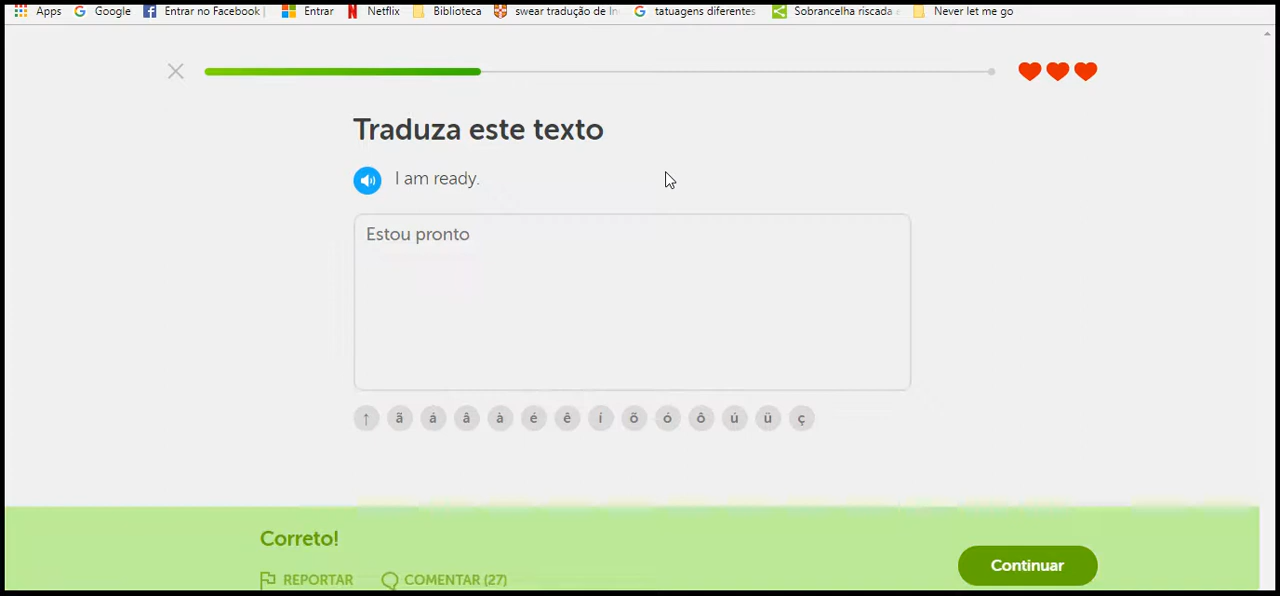 Apps Google Entrar no Facebook | Entrar Netflix Biblioteca swear tradução de In tatuagens diferentes Sobrancelha riscada Never let me go
Traduza este texto
I am ready.
Estou pronto
↑ ã á â à é ê í õ ó ô ú ü ç
Correto!
REPORTAR COMENTAR (27)
Continuar